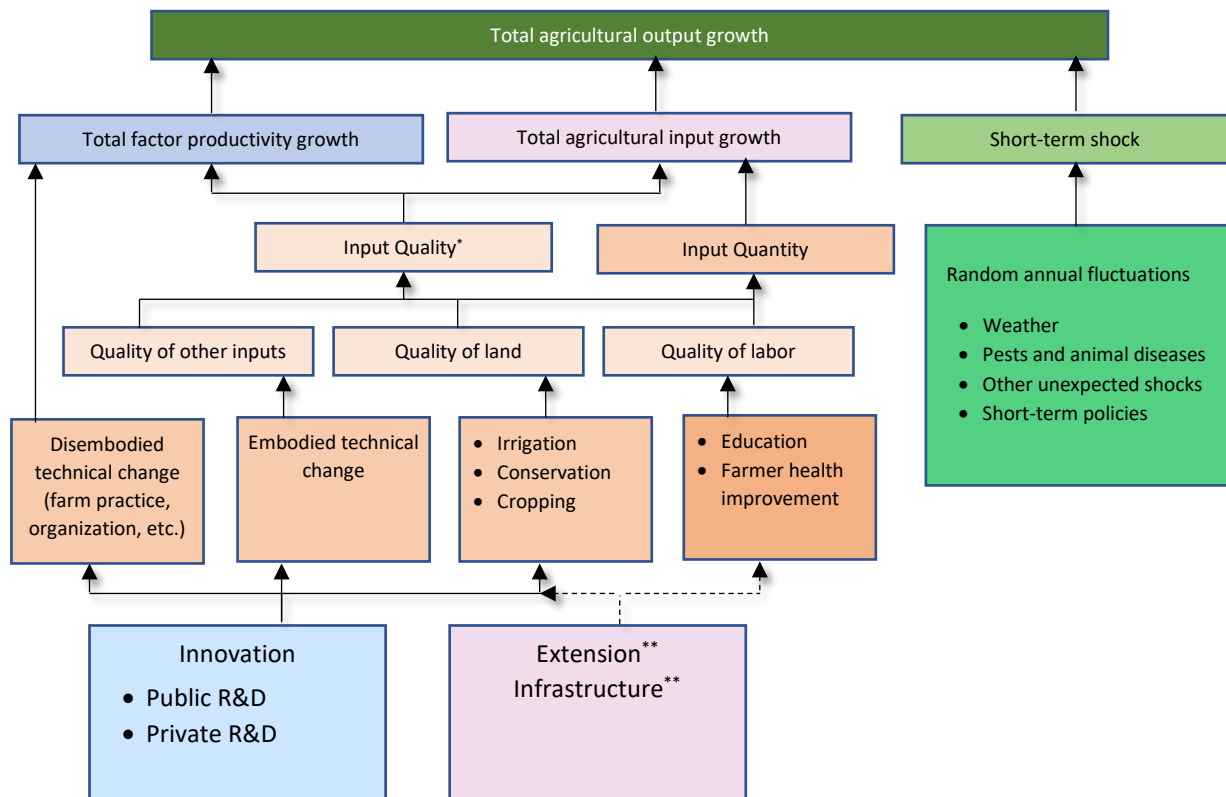 Total agricultural output growth
Total factor productivity growth
Total agricultural input growth
Short-term shock
Input Quality*
Input Quantity
Random annual fluctuations
• Weather
• Pests and animal diseases
• Other unexpected shocks
• Short-term policies
Quality of other inputs
Quality of land
Quality of labor
Disembodied
technical change
(farm practice,
organization, etc.)
Embodied technical
change
• Irrigation
• Conservation
• Cropping
• Education
• Farmer health
improvement
Innovation
• Public R&D
• Private R&D
Extension**
Infrastructure**